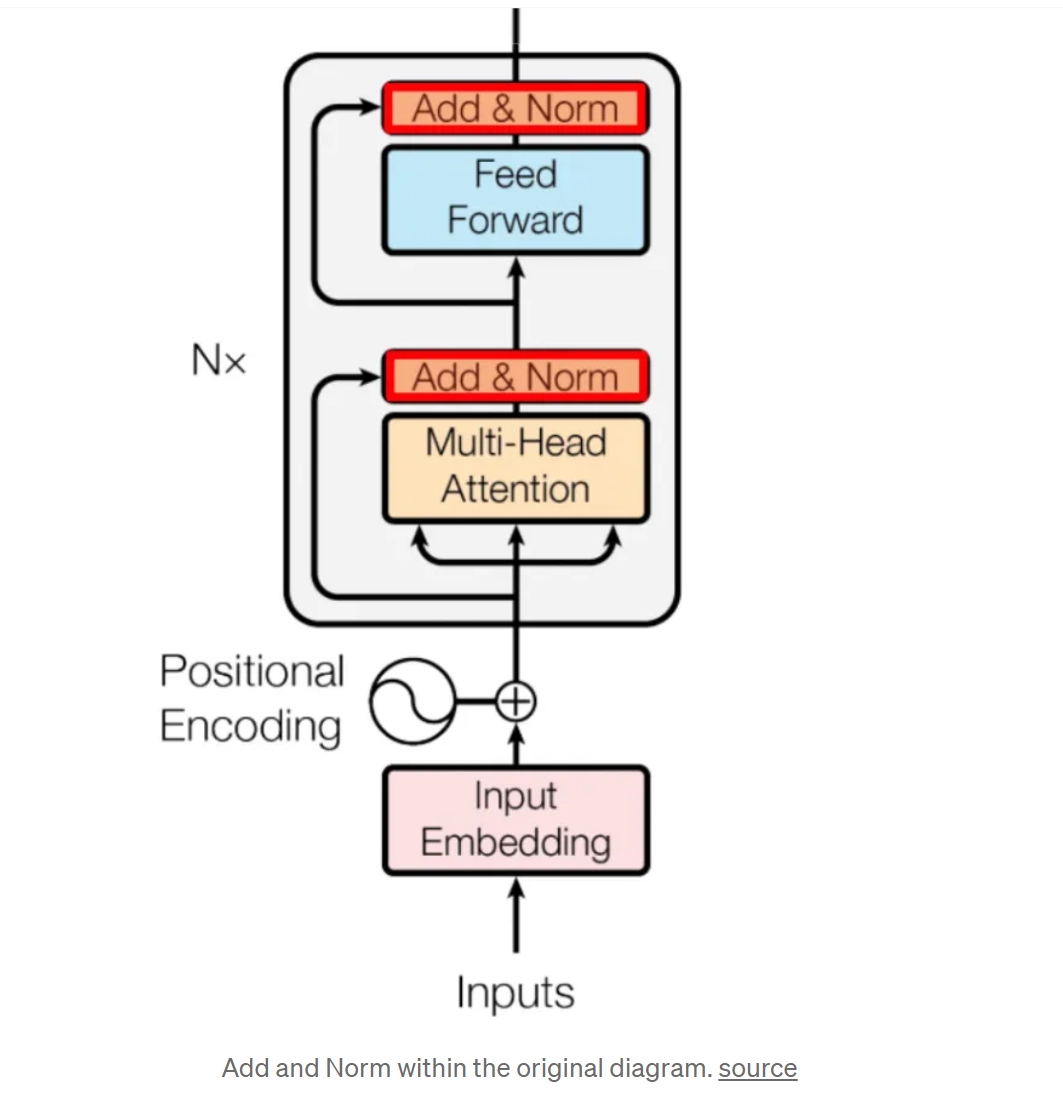 Add & Norm
Feed
Forward
Nx
Add & Norm
Multi-Head
Attention
Positional
Encoding
Input
Embedding
Inputs
Add and Norm within the original diagram. source